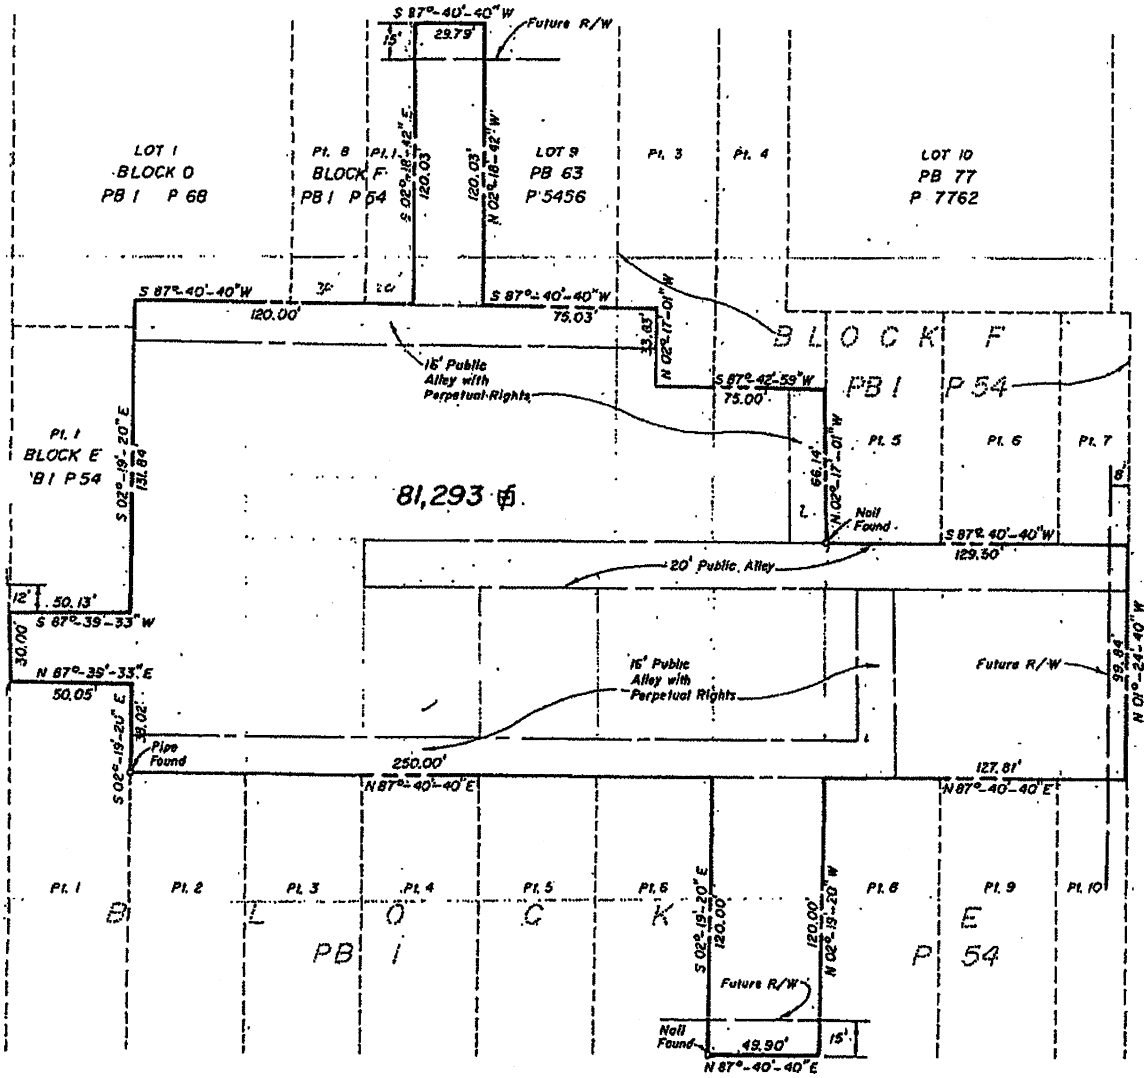 S 87°-40'-40" W
29.79'
15'
Future R/W
S 02°-18'-42" E
120.03'
120.03'
N 02°-18'-42" W
LOT 1
BLOCK D
PB 1 P 68
Pt. 8
Pt. 1
BLOCK F
PB 1 P 54
LOT 9
PB 63
P 5456
Pt. 3
Pt. 4
LOT 10
PB 77
P 7762
S 87°-40'-40" W
120.00'
S 87°-40'-40" W
75.03'
33.83'
N 02°-17'-01" W
16' Public
Alley with
Perpetual Rights
S 87°-42'-59" W
75.00'
BLOCK F
PB 1 P 54
Pt. 5
Pt. 6
Pt. 7
8'
66.14'
N 02°-17'-01" W
Pt. 1
BLOCK E
B 1 P 54
S 02°-19'-20" E
131.84'
81,293
Nail
Found
S 87°-40'-40" W
129.50'
20' Public Alley
12'
50.13'
S 87°-39'-33" W
30.00'
N 87°-39'-33" E
50.05'
S 02°-19'-20" E
38.02'
Pipe
Found
16' Public
Alley with
Perpetual Rights
Future R/W
99.84'
N 01°-24'-40" W
250.00'
N 87°-40'-40" E
127.81'
N 87°-40'-40" E
Pt. 1
Pt. 2
Pt. 3
Pt. 4
Pt. 5
Pt. 6
Pt. 8
Pt. 9
Pt. 10
BLOCK E
PB 1 P 54
S 02°-19'-20" E
120.00'
120.00'
N 02°-19'-20" W
Future R/W
Nail
Found
49.90'
15'
N 87°-40'-40" E